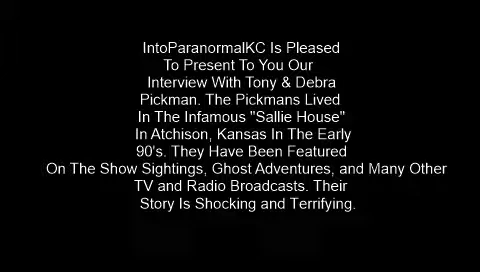 IntoParanormalKC Is Pleased
To Present To You Our
Interview With Tony & Debra
Pickman. The Pickmans Lived
In The Infamous "Sallie House"
In Atchison, Kansas In The Early
90's. They Have Been Featured
On The Show Sightings, Ghost Adventures, and Many Other
TV and Radio Broadcasts. Their
Story Is Shocking and Terrifying.